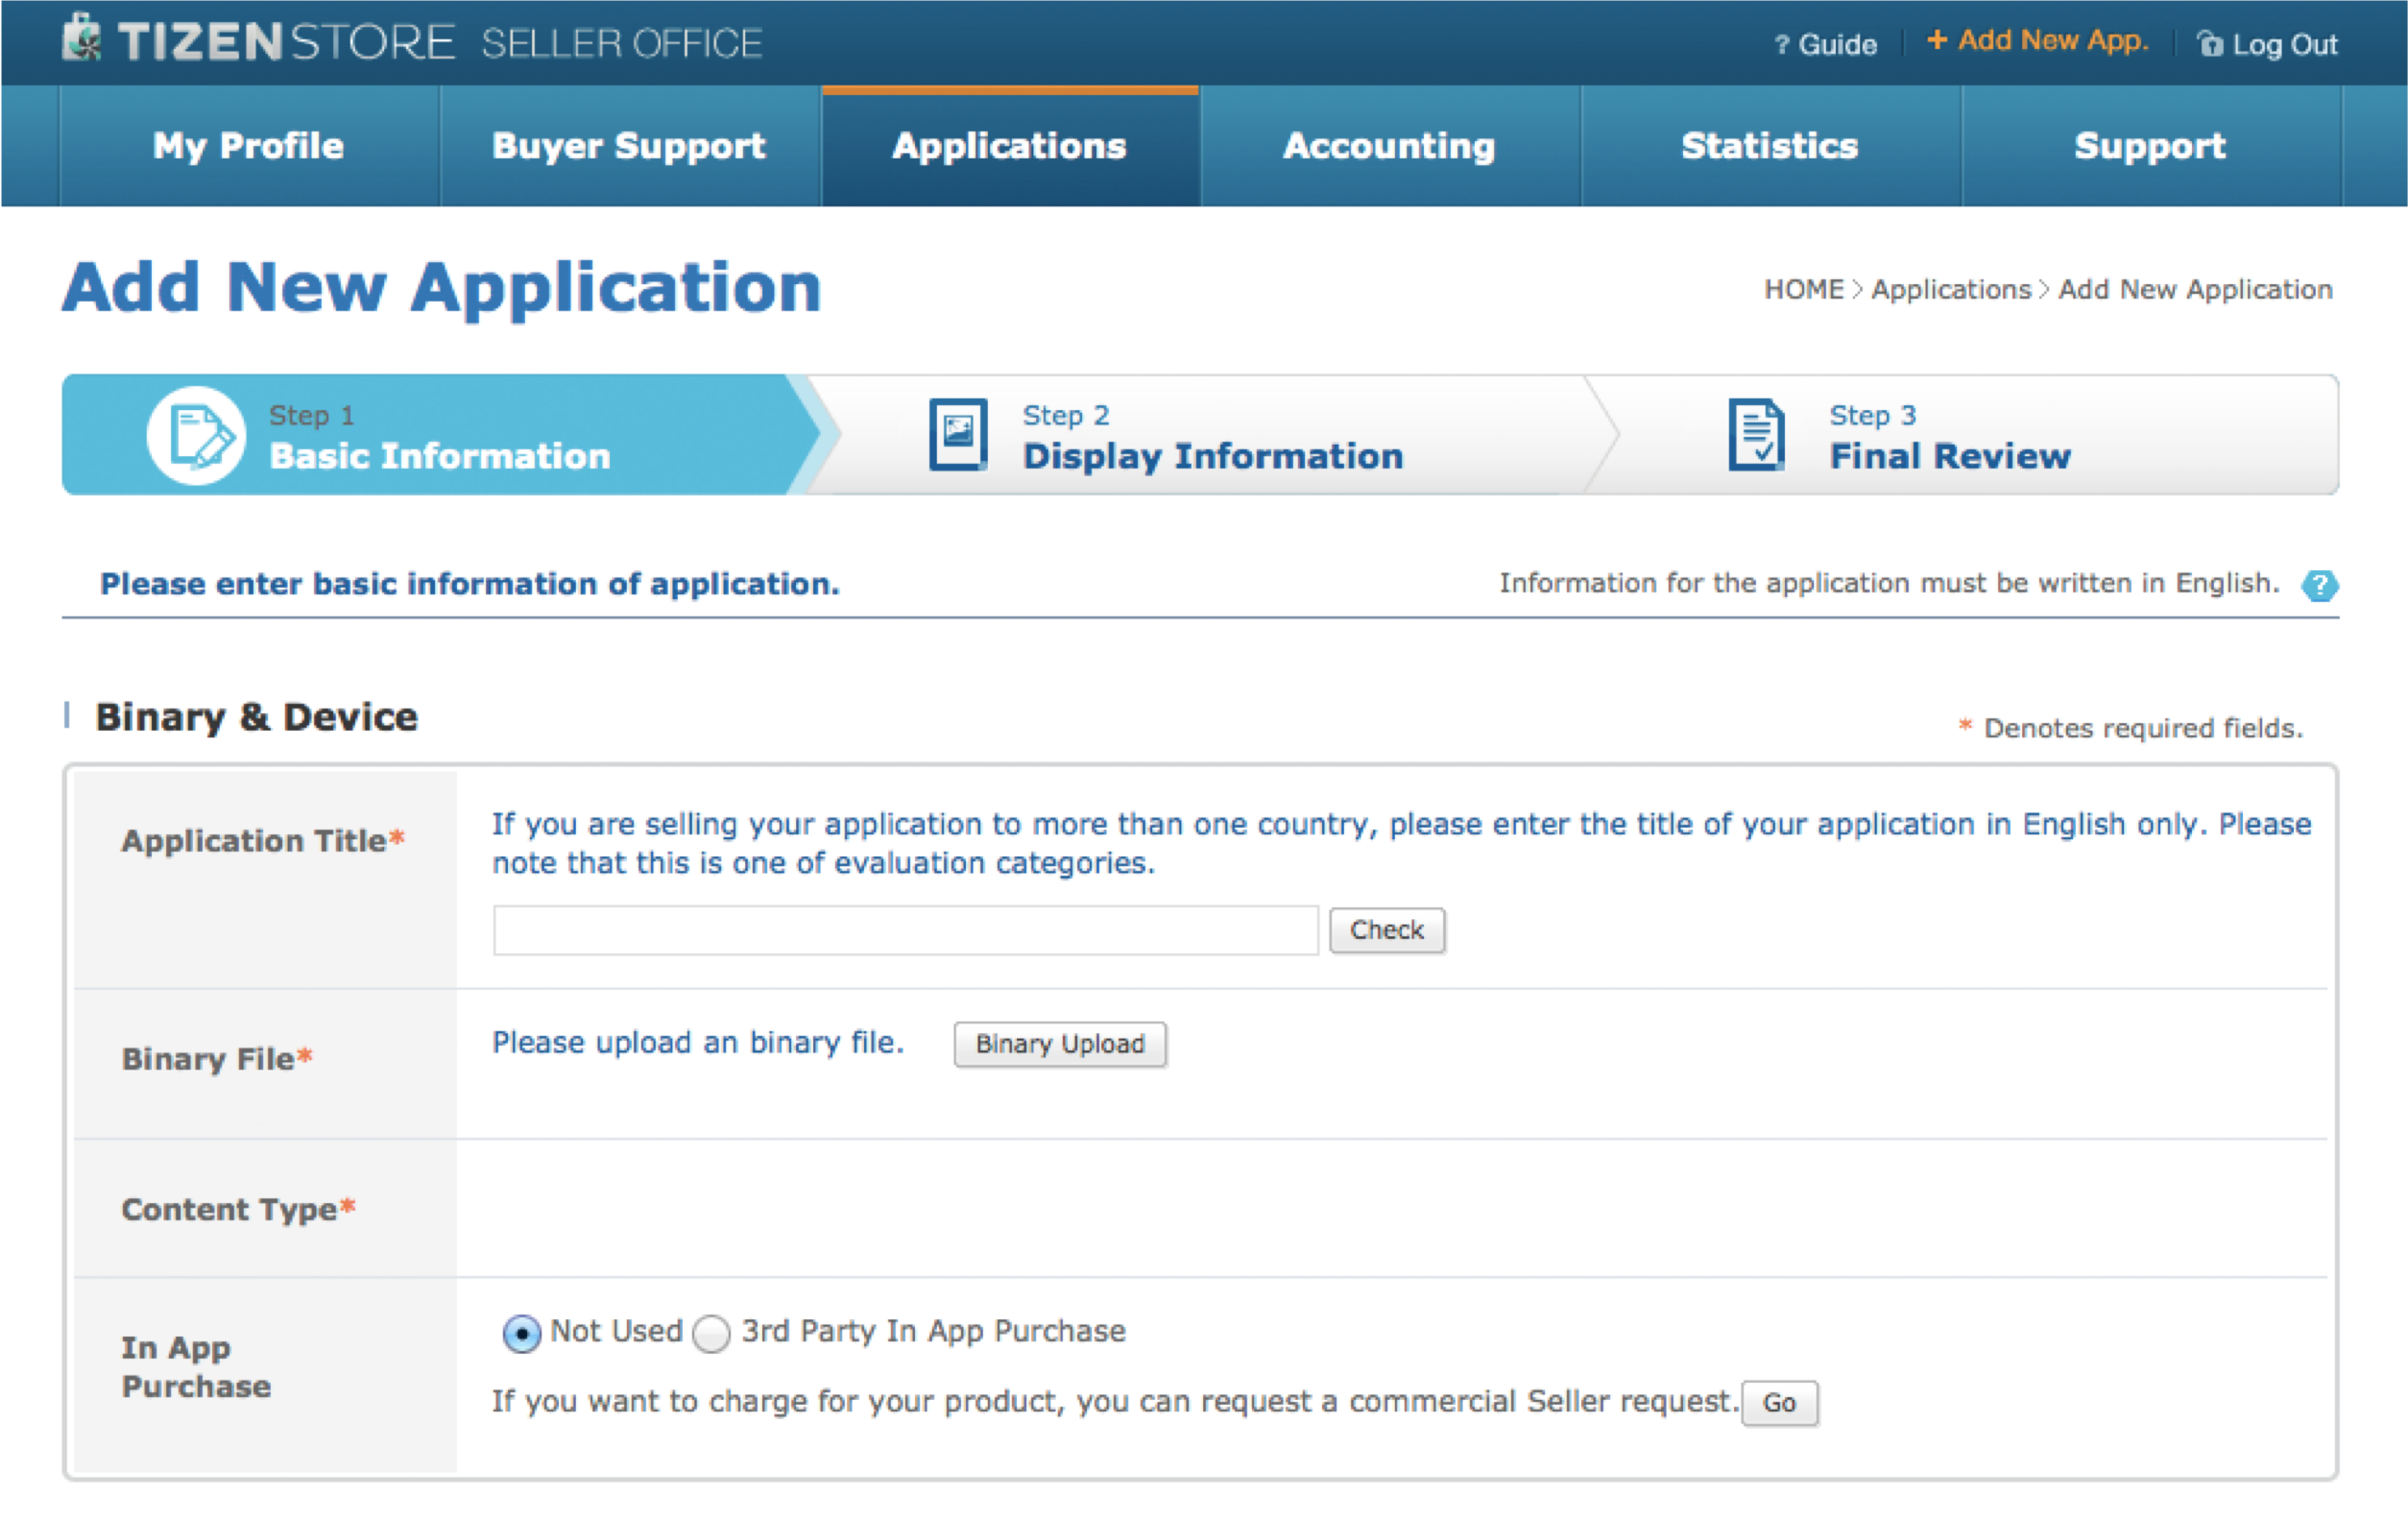 TIZEN STORE SELLER OFFICE
? Guide + Add New App. Log Out
My Profile Buyer Support Applications Accounting Statistics Support
Add New Application
HOME > Applications > Add New Application
Step 1
Basic Information
Step 2
Display Information
Step 3
Final Review
Please enter basic information of application.
Information for the application must be written in English. ?
Binary & Device
* Denotes required fields.
Application Title*
If you are selling your application to more than one country, please enter the title of your application in English only. Please
note that this is one of evaluation categories.
Check
Binary File*
Please upload an binary file. Binary Upload
Content Type*
In App
Purchase
Not Used 3rd Party In App Purchase
If you want to charge for your product, you can request a commercial Seller request. Go